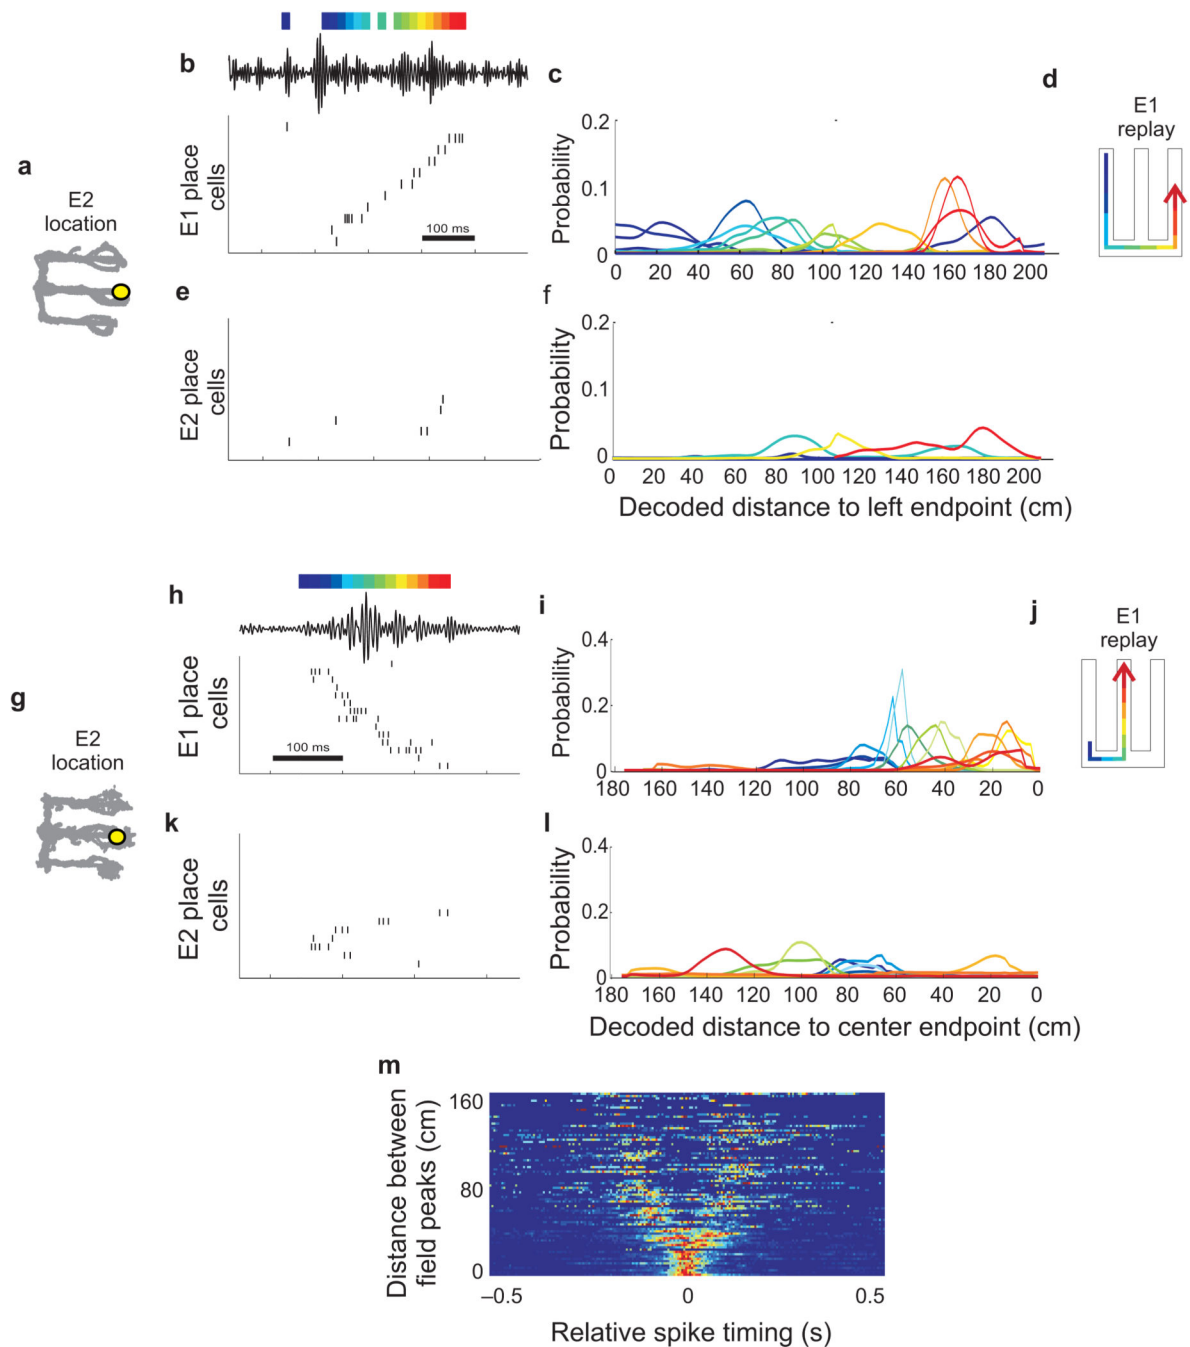 a
E2
location
b
E1 place
cells
100 ms
c
Probability
0.2
0.1
0
0 20 40 60 80 100 120 140 160 180 200
d
E1
replay
e
E2 place
cells
f
Probability
0.2
0.1
0
0 20 40 60 80 100 120 140 160 180 200
Decoded distance to left endpoint (cm)
g
E2
location
h
E1 place
cells
100 ms
i
Probability
0.4
0.2
0
180 160 140 120 100 80 60 40 20 0
j
E1
replay
k
E2 place
cells
l
Probability
0.4
0.2
0
180 160 140 120 100 80 60 40 20 0
Decoded distance to center endpoint (cm)
m
Distance between
field peaks (cm)
160
80
0
–0.5 0 0.5
Relative spike timing (s)